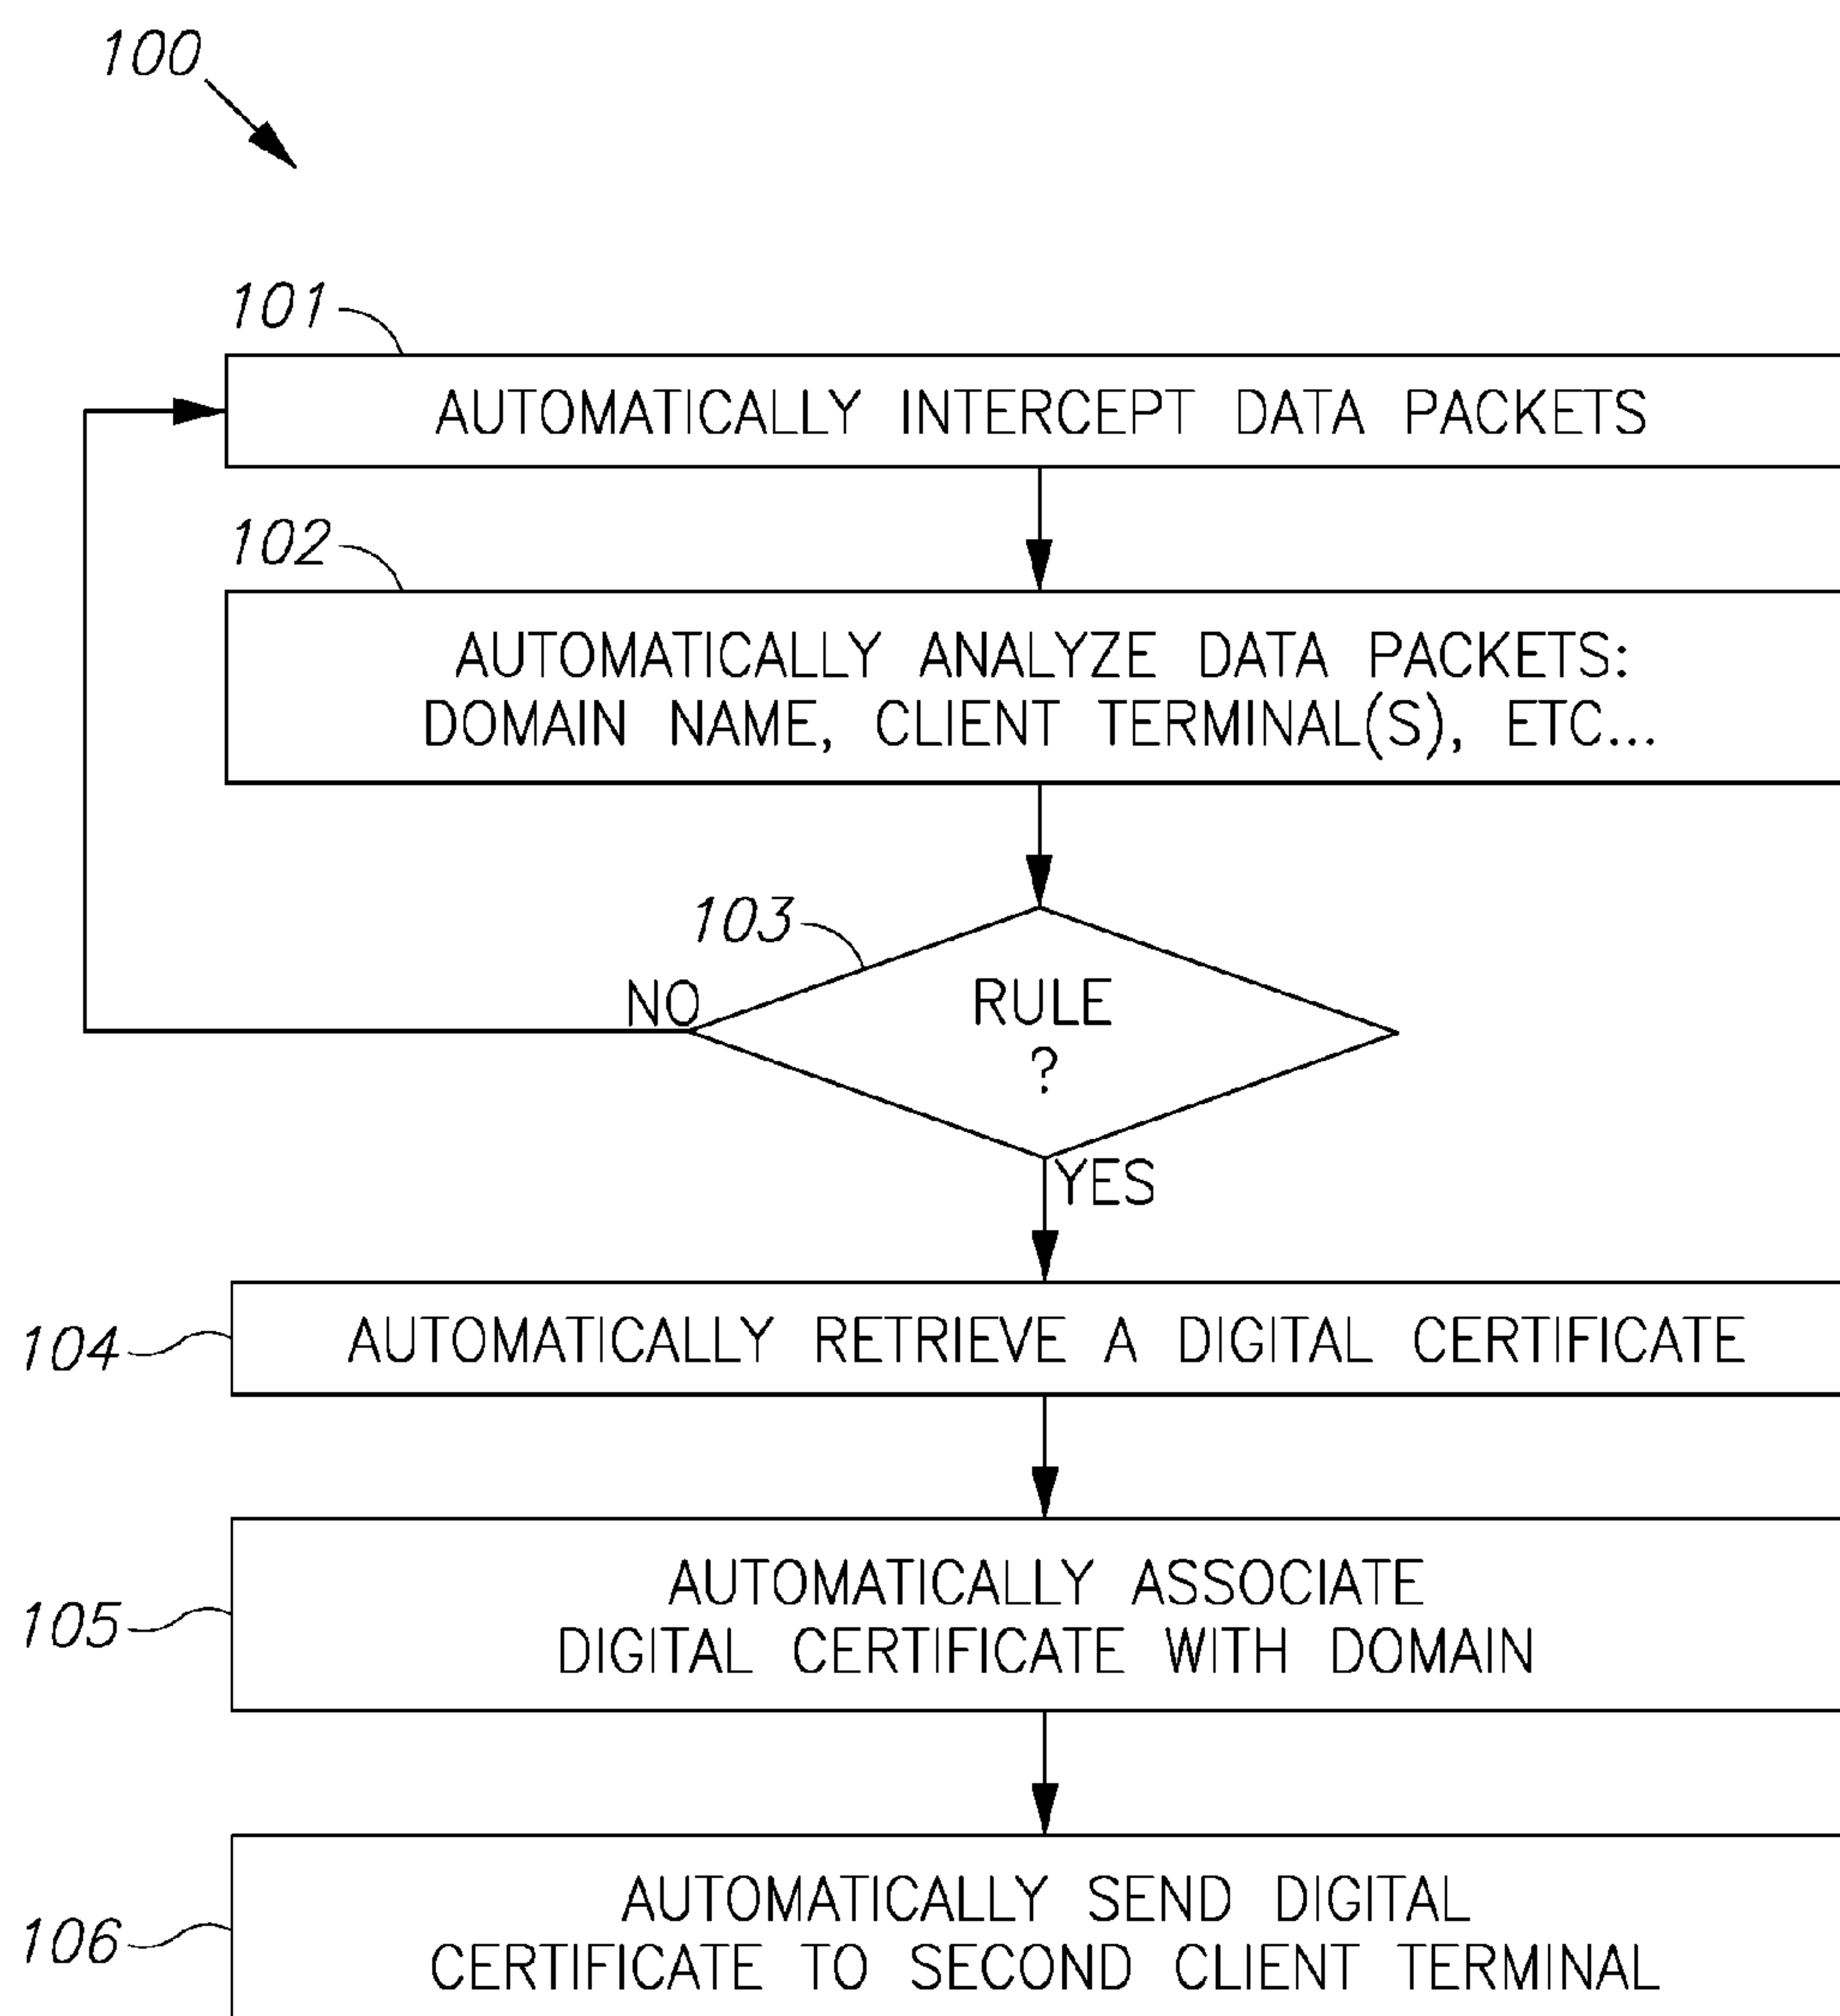 100
101
AUTOMATICALLY INTERCEPT DATA PACKETS
102
AUTOMATICALLY ANALYZE DATA PACKETS:
DOMAIN NAME, CLIENT TERMINAL(S), ETC...
103
NO
RULE
?
YES
104
AUTOMATICALLY RETRIEVE A DIGITAL CERTIFICATE
105
AUTOMATICALLY ASSOCIATE
DIGITAL CERTIFICATE WITH DOMAIN
106
AUTOMATICALLY SEND DIGITAL
CERTIFICATE TO SECOND CLIENT TERMINAL